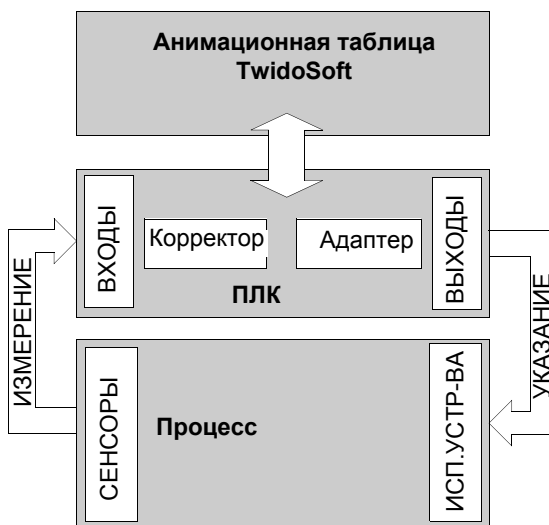 Анимационная таблица
TwidoSoft
ВХОДЫ
Корректор
Адаптер
ВЫХОДЫ
ПЛК
ИЗМЕРЕНИЕ
УКАЗАНИЕ
СЕНСОРЫ
Процесс
ИСП.УСТР-ВА